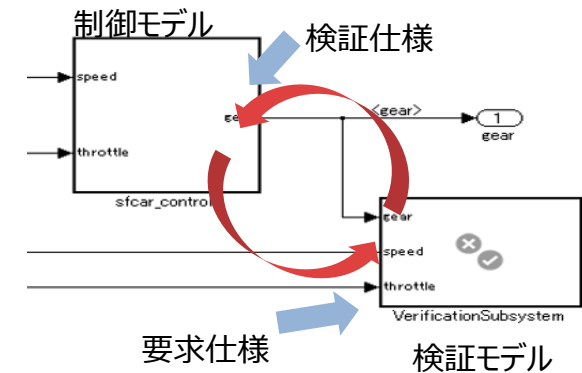 制御モデル
検証仕様
speed
throttle
<gear>
1
gear
sfcar_control
gear
speed
throttle
VerificationSubsystem
要求仕様
検証モデル